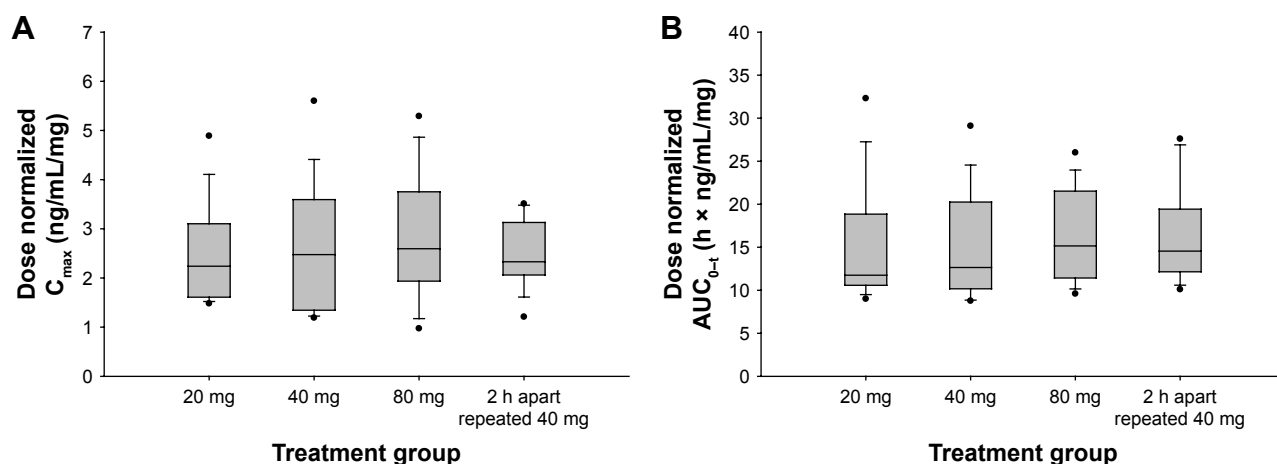 A
Dose normalized
C_max (ng/mL/mg)
7
6
5
4
3
2
1
0
20 mg
40 mg
80 mg
2 h apart
repeated 40 mg
Treatment group
B
Dose normalized
AUC_0–t (h × ng/mL/mg)
40
35
30
25
20
15
10
5
0
20 mg
40 mg
80 mg
2 h apart
repeated 40 mg
Treatment group